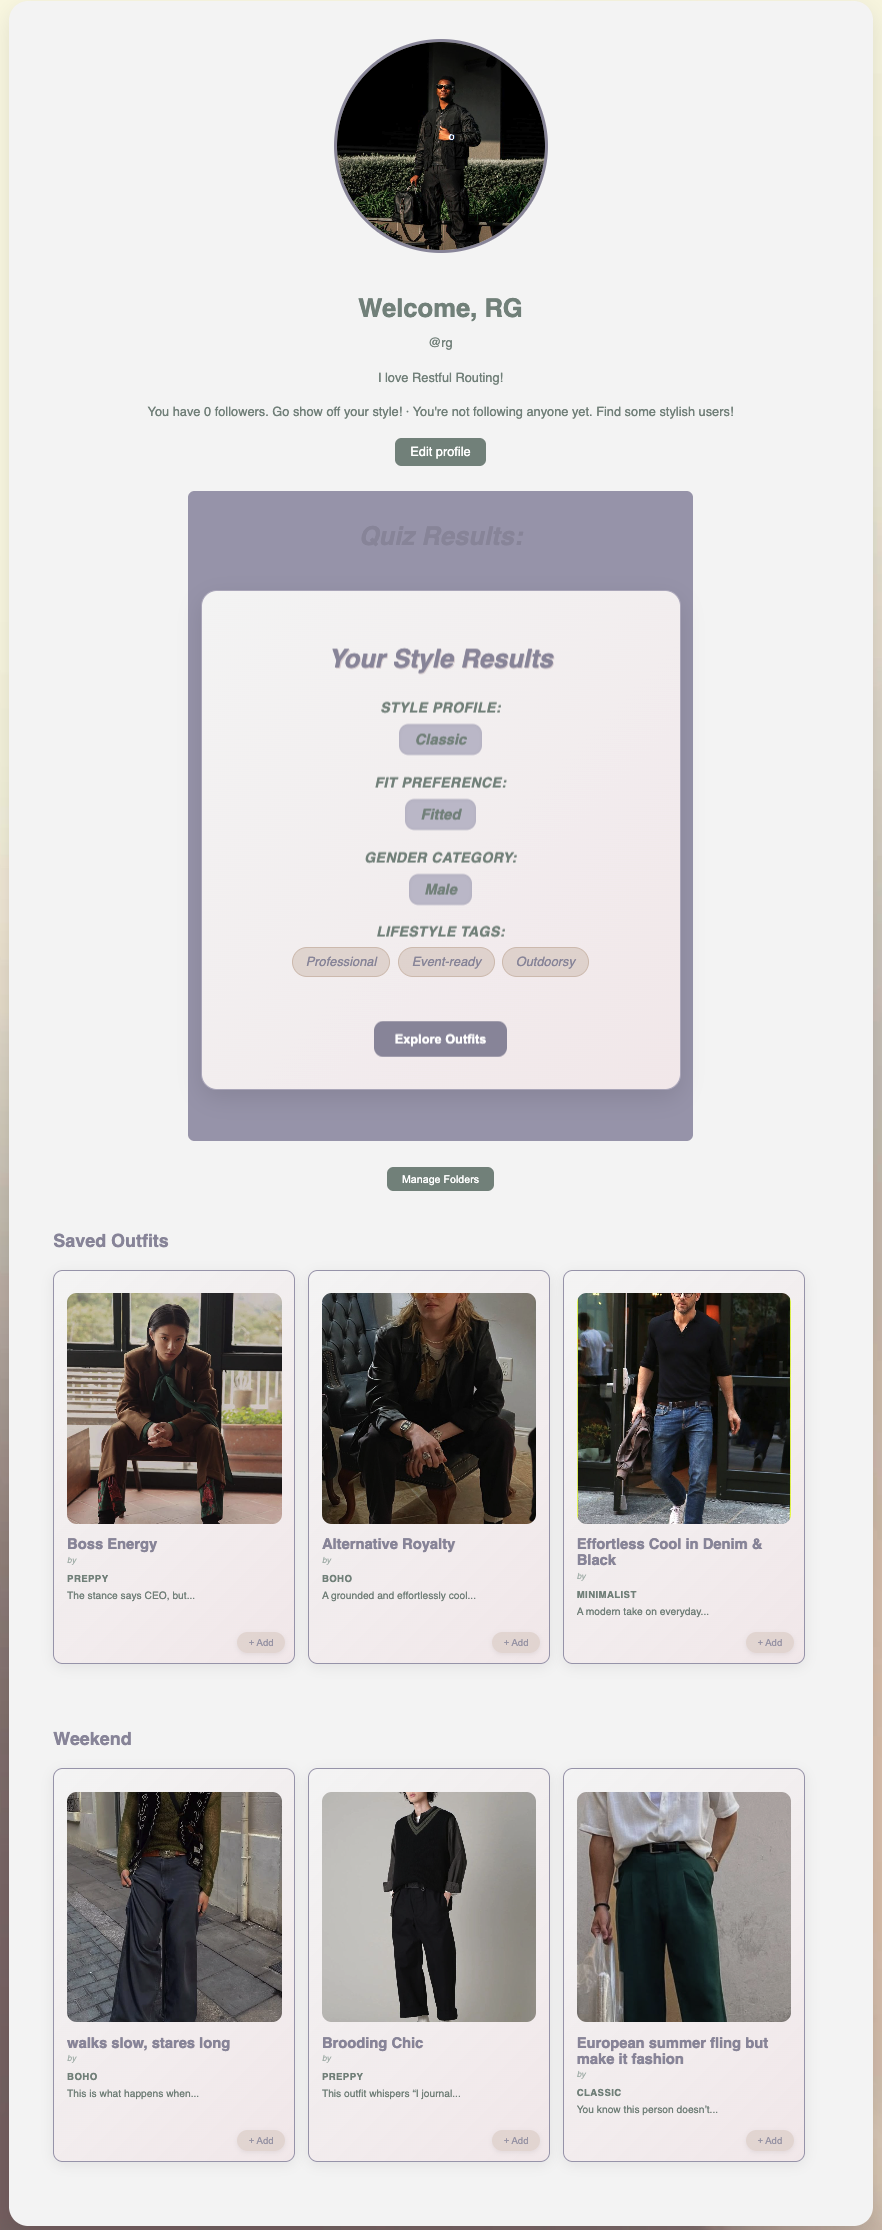 Welcome, RG
@rg
I love Restful Routing!
You have 0 followers. Go show off your style! · You're not following anyone yet. Find some stylish users!
Edit profile
Quiz Results:
Your Style Results
STYLE PROFILE:
Classic
FIT PREFERENCE:
Fitted
GENDER CATEGORY:
Male
LIFESTYLE TAGS:
Professional Event-ready Outdoorsy
Explore Outfits
Manage Folders
Saved Outfits
Boss Energy
by
PREPPY
The stance says CEO, but...
+ Add
Alternative Royalty
by
BOHO
A grounded and effortlessly cool...
+ Add
Effortless Cool in Denim &
Black
by
MINIMALIST
A modern take on everyday...
+ Add
Weekend
walks slow, stares long
by
BOHO
This is what happens when...
+ Add
Brooding Chic
by
PREPPY
This outfit whispers “I journal...
+ Add
European summer fling but
make it fashion
by
CLASSIC
You know this person doesn’t...
+ Add